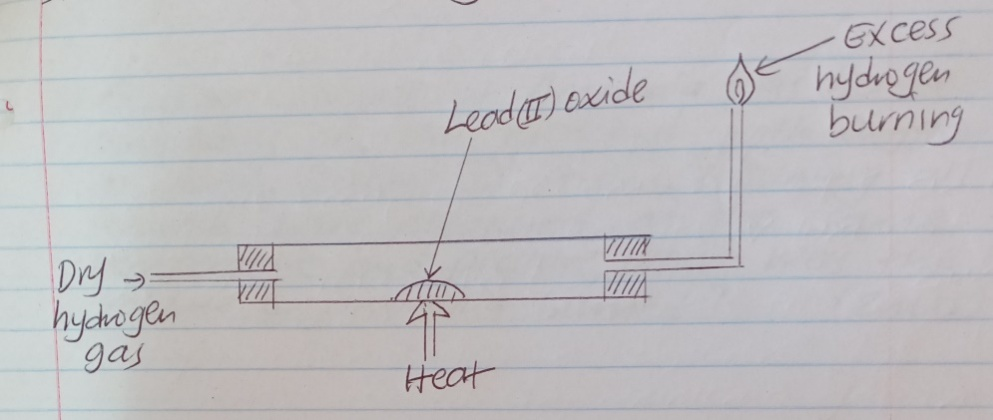 Excess
hydrogen
burning
Lead(II) oxide
Dry
hydrogen
gas
Heat